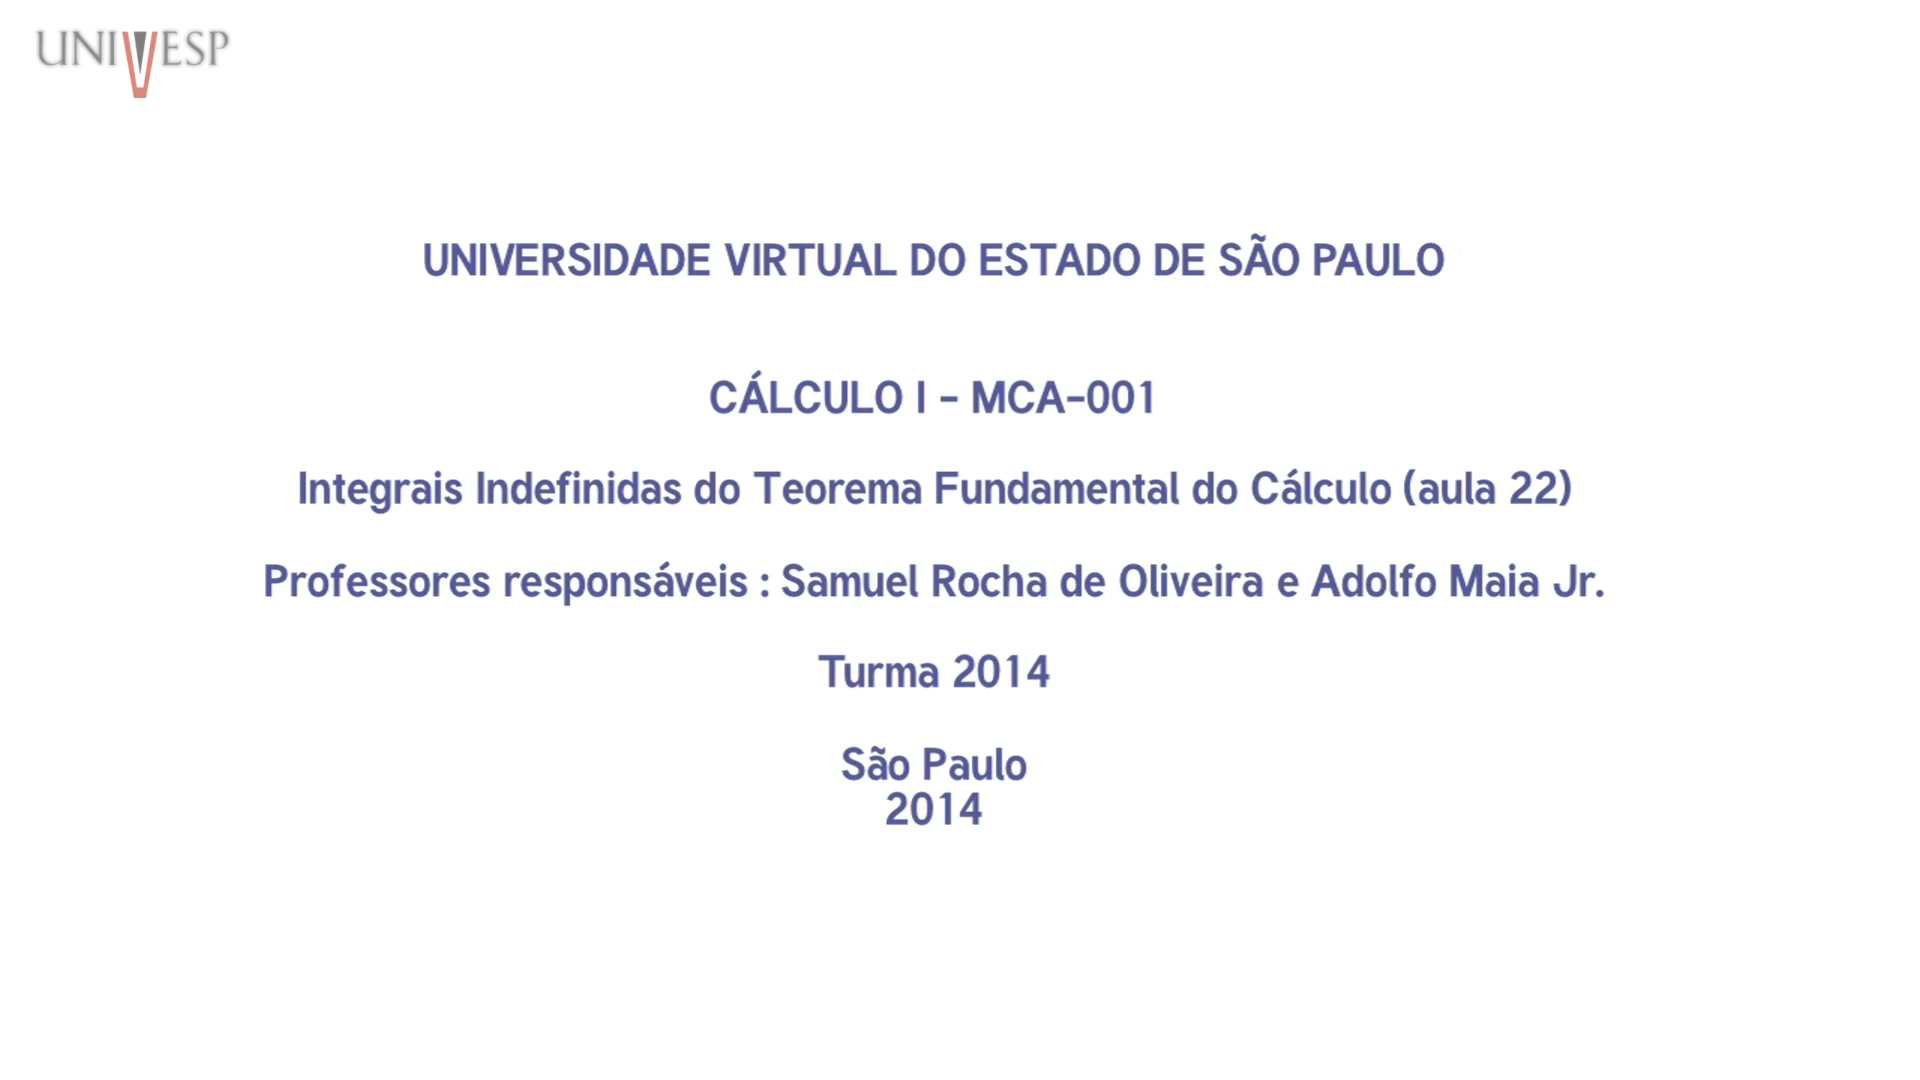 UNIVESP
UNIVERSIDADE VIRTUAL DO ESTADO DE SÃO PAULO
CÁLCULO I - MCA-001
Integrais Indefinidas do Teorema Fundamental do Cálculo (aula 22)
Professores responsáveis : Samuel Rocha de Oliveira e Adolfo Maia Jr.
Turma 2014
São Paulo
2014